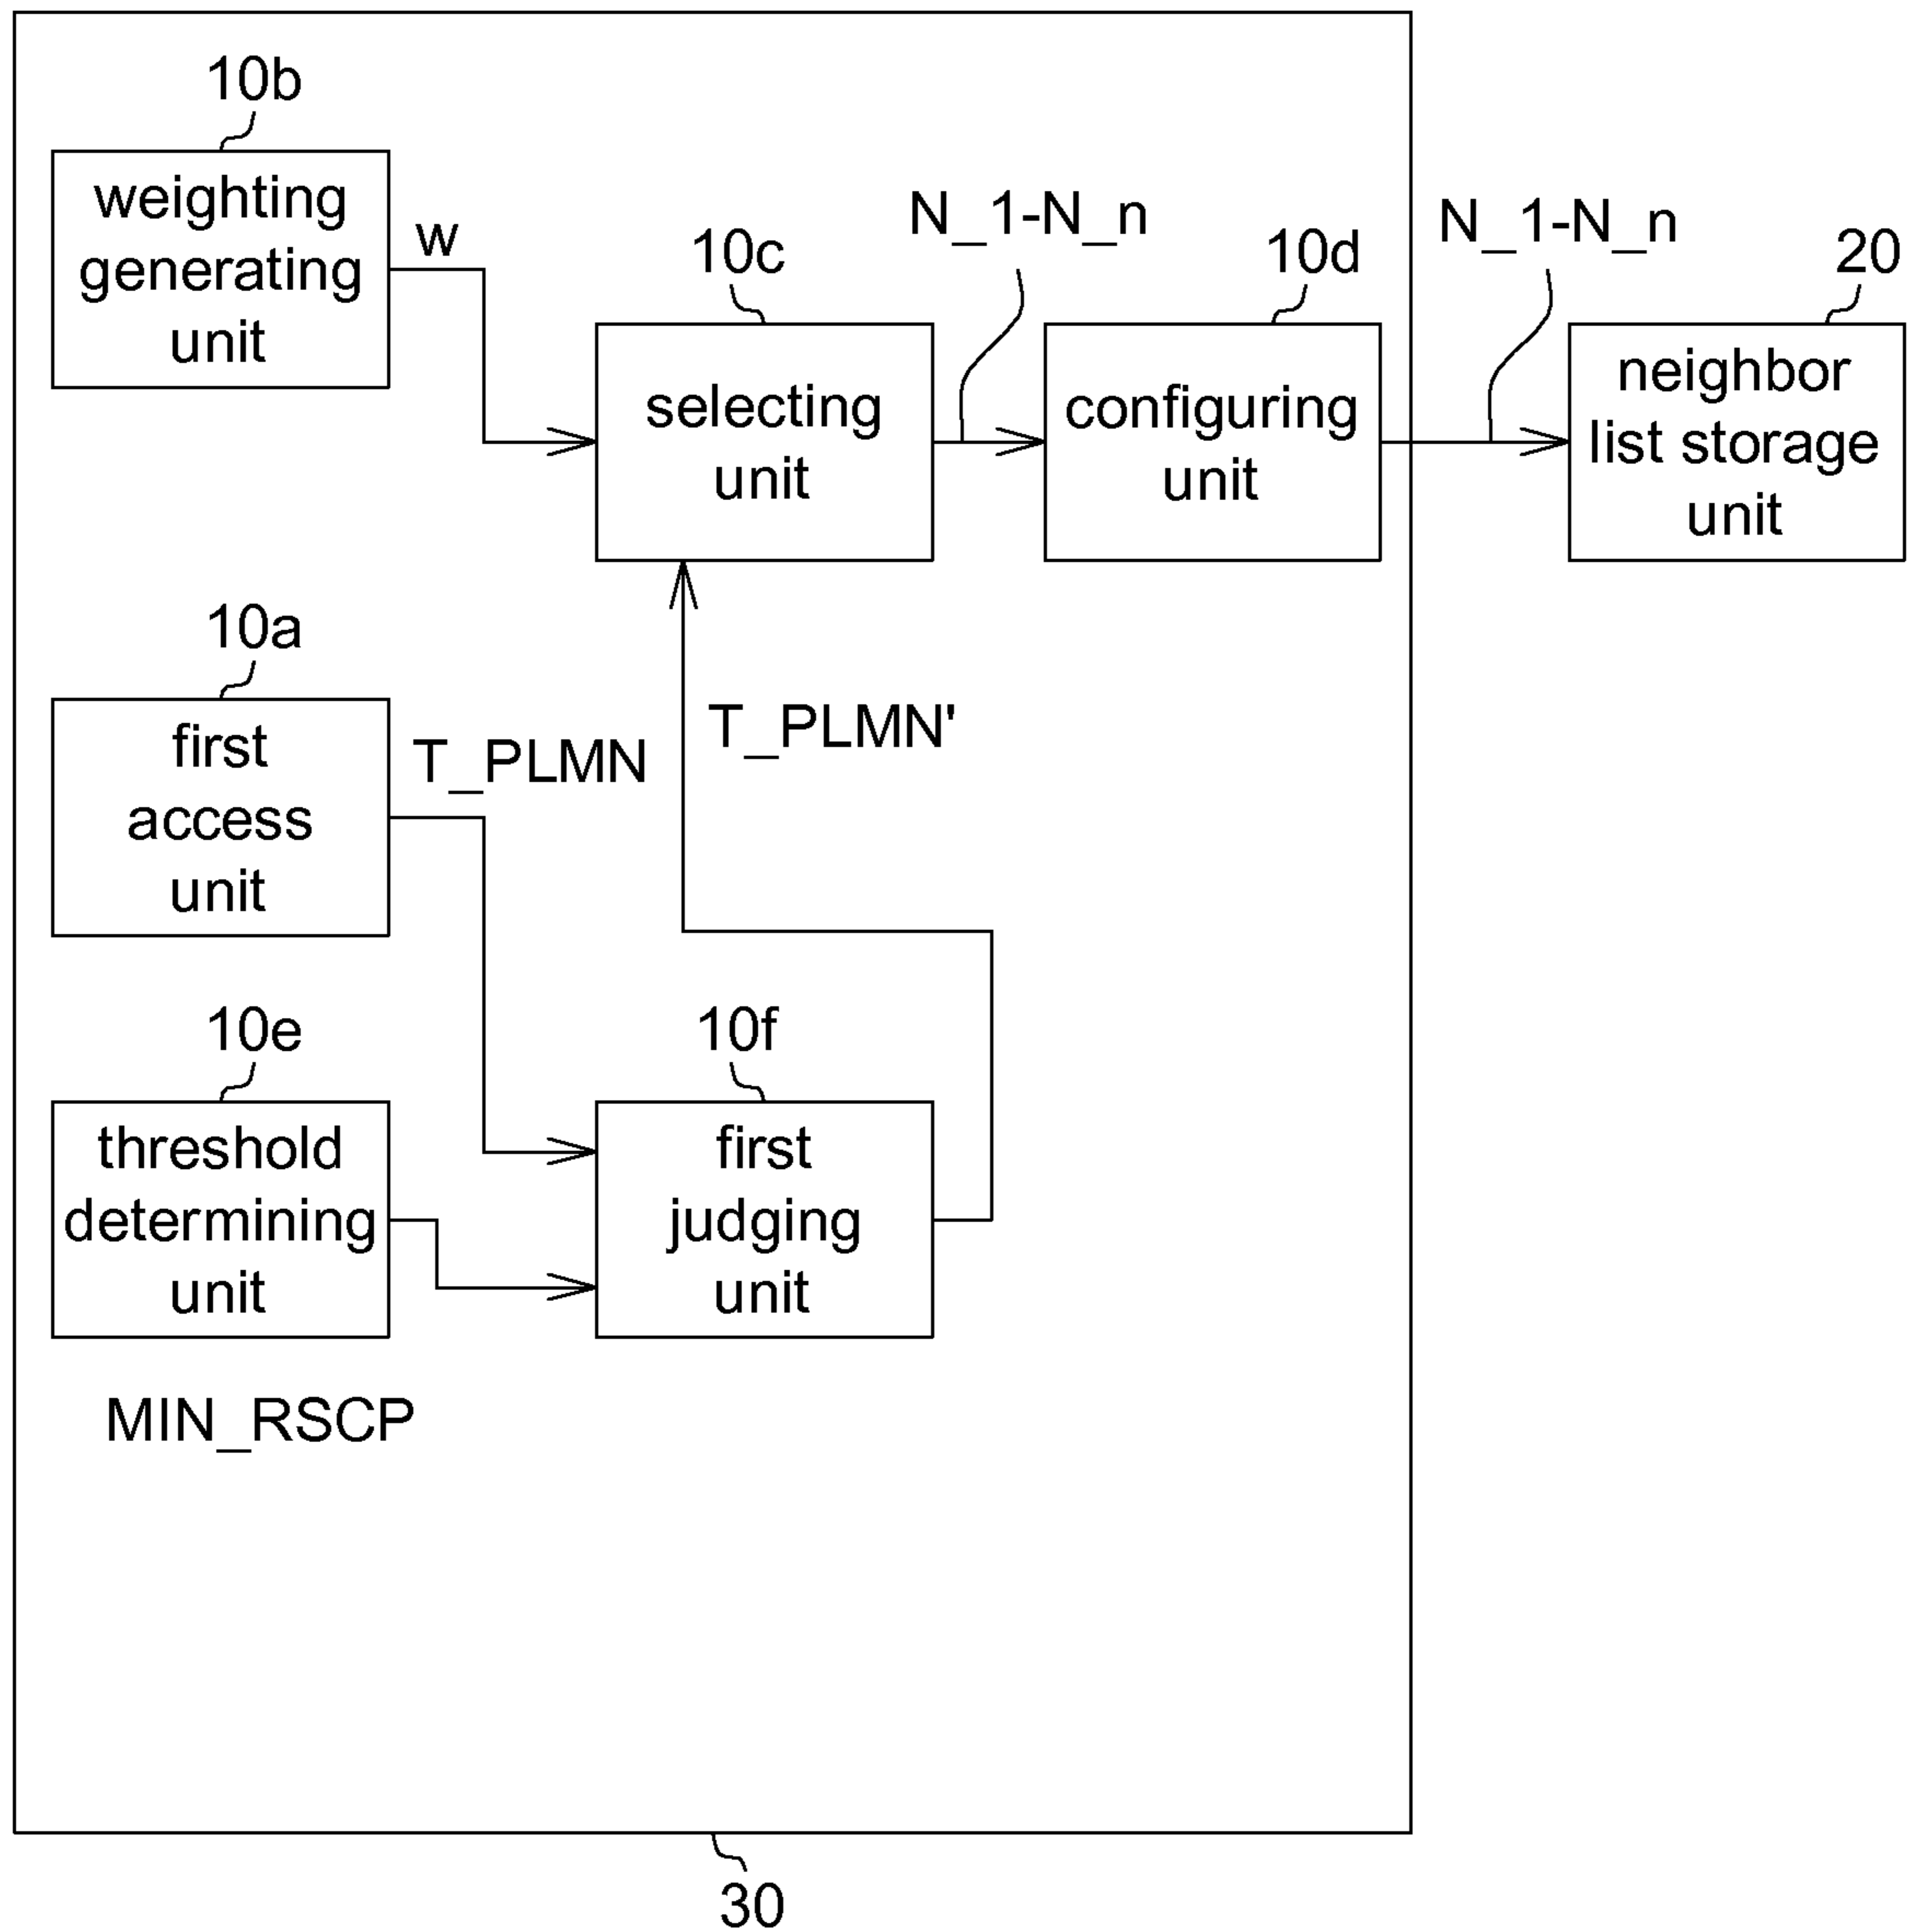 10b
weighting
generating
unit
w
10c
selecting
unit
N_1-N_n
10d
configuring
unit
N_1-N_n
20
neighbor
list storage
unit
10a
first
access
unit
T_PLMN
T_PLMN'
10e
threshold
determining
unit
MIN_RSCP
10f
first
judging
unit
30